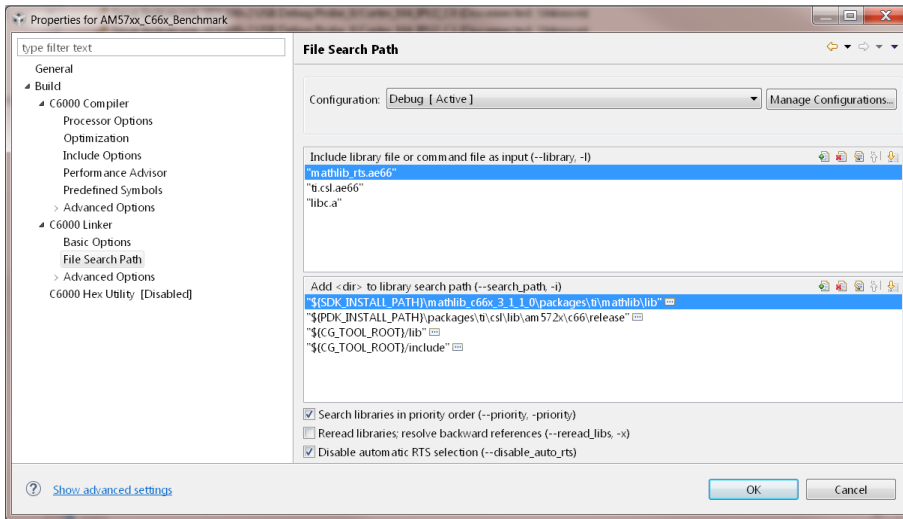 Properties for AM57xx_C66x_Benchmark
type filter text
General
Build
C6000 Compiler
Processor Options
Optimization
Include Options
Performance Advisor
Predefined Symbols
Advanced Options
C6000 Linker
Basic Options
File Search Path
Advanced Options
C6000 Hex Utility [Disabled]
File Search Path
Configuration: Debug [ Active ]
Manage Configurations...
Include library file or command file as input (--library, -l)
"mathlib_rts.ae66"
"ti.csl.ae66"
"libc.a"
Add <dir> to library search path (--search_path, -i)
"${SDK_INSTALL_PATH}\mathlib_c66x_3_1_1_0\packages\ti\mathlib\lib"
"${PDK_INSTALL_PATH}\packages\ti\csl\lib\am572x\c66\release"
"${CG_TOOL_ROOT}/lib"
"${CG_TOOL_ROOT}/include"
Search libraries in priority order (--priority, -priority)
Reread libraries; resolve backward references (--reread_libs, -x)
Disable automatic RTS selection (--disable_auto_rts)
Show advanced settings
OK
Cancel